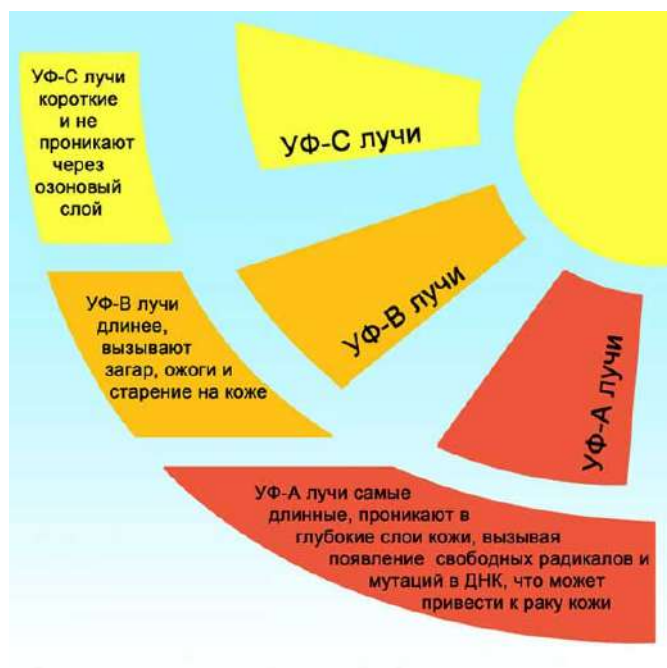 УФ-С лучи
короткие
и не
проникают
через
озоновый
слой
УФ-С лучи
УФ-В лучи
длинее,
вызывают
загар, ожоги и
старение на коже
УФ-В лучи
УФ-А лучи
УФ-А лучи самые
длинные, проникают в
глубокие слои кожи, вызывая
появление свободных радикалов и
мутаций в ДНК, что может
привести к раку кожи